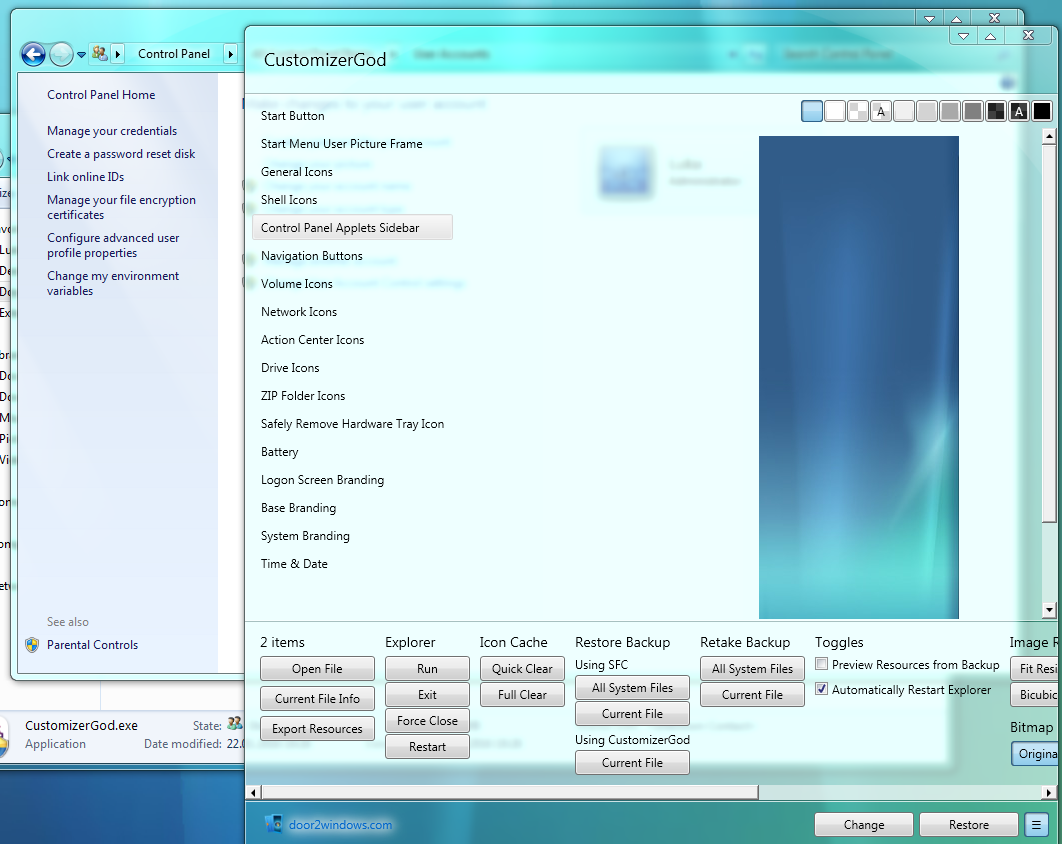 Control Panel
Control Panel Home
Manage your credentials
Create a password reset disk
Link online IDs
Manage your file encryption
certificates
Configure advanced user
profile properties
Change my environment
variables
See also
Parental Controls
CustomizerGod.exe
State:
Application
Date modified: 22.0
CustomizerGod
Start Button
Start Menu User Picture Frame
General Icons
Shell Icons
Control Panel Applets Sidebar
Navigation Buttons
Volume Icons
Network Icons
Action Center Icons
Drive Icons
ZIP Folder Icons
Safely Remove Hardware Tray Icon
Battery
Logon Screen Branding
Base Branding
System Branding
Time & Date
A
A
2 items
Open File
Current File Info
Export Resources
Explorer
Run
Exit
Force Close
Restart
Icon Cache
Quick Clear
Full Clear
Restore Backup
Using SFC
All System Files
Current File
Using CustomizerGod
Current File
Retake Backup
All System Files
Current File
Toggles
Preview Resources from Backup
Automatically Restart Explorer
Image R
Fit Resi
Bicubic
Bitmap
Origina
door2windows.com
Change
Restore